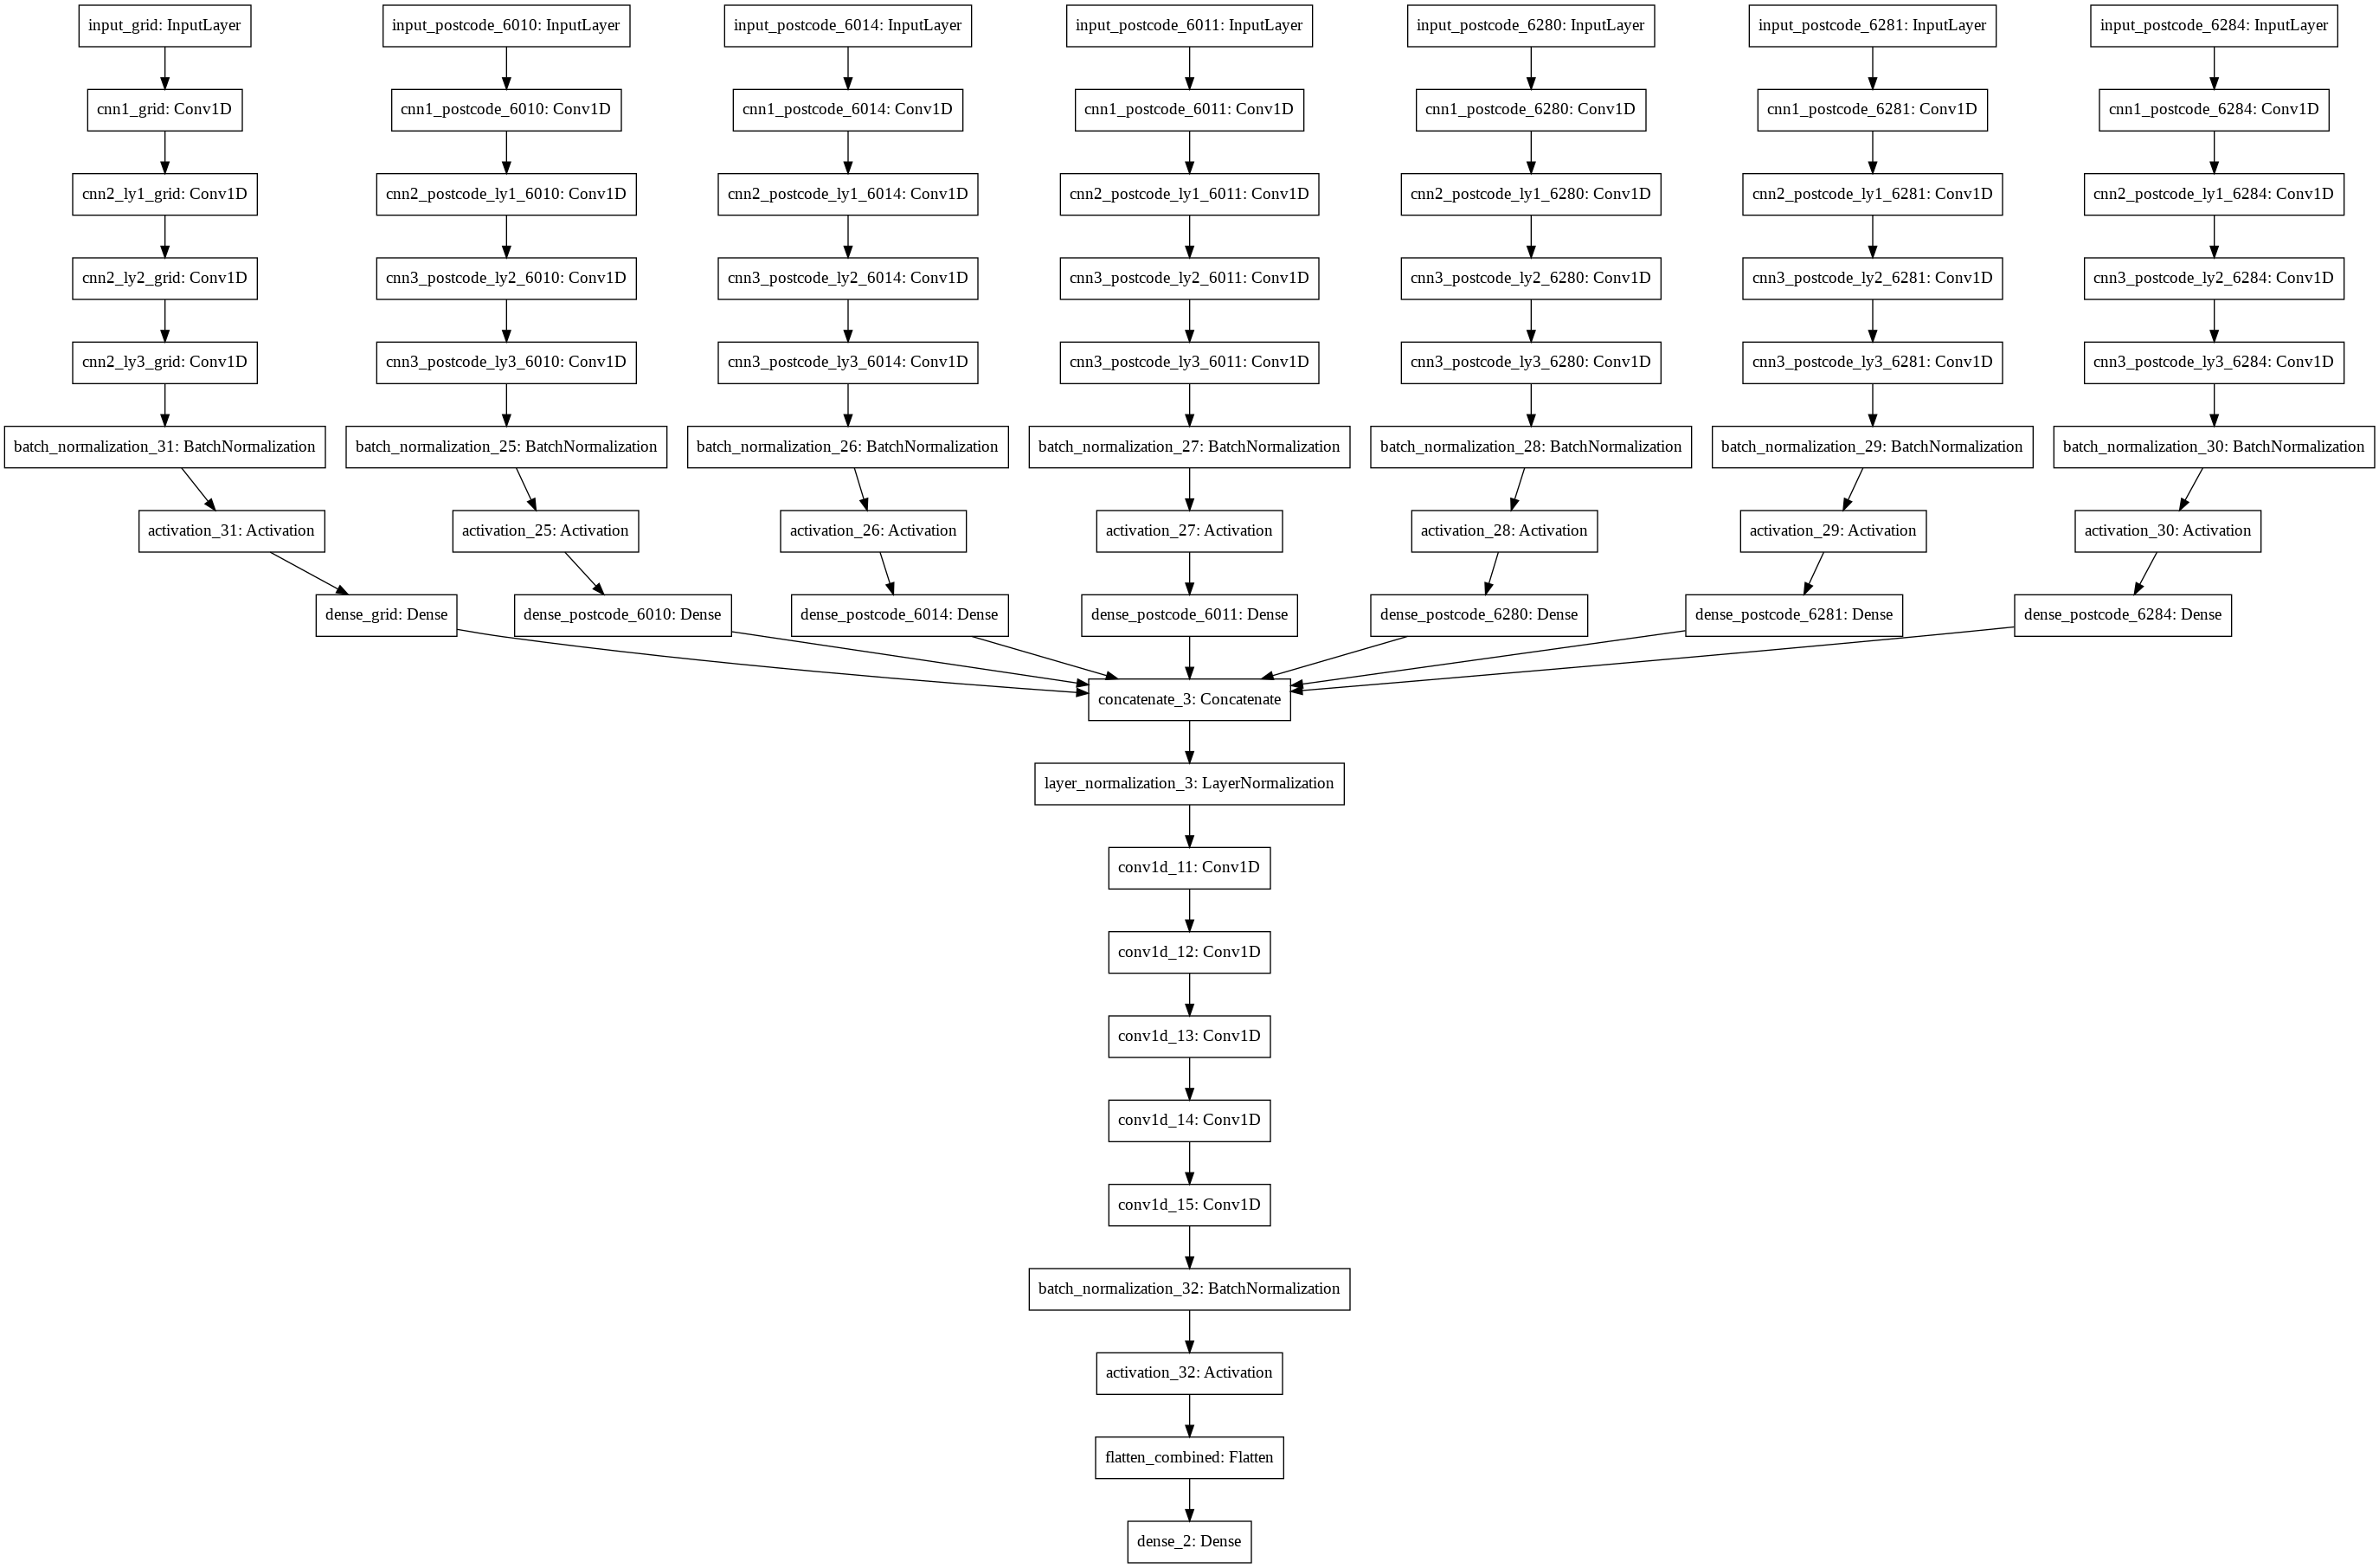 input_grid: InputLayer
input_postcode_6010: InputLayer
input_postcode_6014: InputLayer
input_postcode_6011: InputLayer
input_postcode_6280: InputLayer
input_postcode_6281: InputLayer
input_postcode_6284: InputLayer
cnn1_grid: Conv1D
cnn1_postcode_6010: Conv1D
cnn1_postcode_6014: Conv1D
cnn1_postcode_6011: Conv1D
cnn1_postcode_6280: Conv1D
cnn1_postcode_6281: Conv1D
cnn1_postcode_6284: Conv1D
cnn2_ly1_grid: Conv1D
cnn2_postcode_ly1_6010: Conv1D
cnn2_postcode_ly1_6014: Conv1D
cnn2_postcode_ly1_6011: Conv1D
cnn2_postcode_ly1_6280: Conv1D
cnn2_postcode_ly1_6281: Conv1D
cnn2_postcode_ly1_6284: Conv1D
cnn2_ly2_grid: Conv1D
cnn3_postcode_ly2_6010: Conv1D
cnn3_postcode_ly2_6014: Conv1D
cnn3_postcode_ly2_6011: Conv1D
cnn3_postcode_ly2_6280: Conv1D
cnn3_postcode_ly2_6281: Conv1D
cnn3_postcode_ly2_6284: Conv1D
cnn2_ly3_grid: Conv1D
cnn3_postcode_ly3_6010: Conv1D
cnn3_postcode_ly3_6014: Conv1D
cnn3_postcode_ly3_6011: Conv1D
cnn3_postcode_ly3_6280: Conv1D
cnn3_postcode_ly3_6281: Conv1D
cnn3_postcode_ly3_6284: Conv1D
batch_normalization_31: BatchNormalization
batch_normalization_25: BatchNormalization
batch_normalization_26: BatchNormalization
batch_normalization_27: BatchNormalization
batch_normalization_28: BatchNormalization
batch_normalization_29: BatchNormalization
batch_normalization_30: BatchNormalization
activation_31: Activation
activation_25: Activation
activation_26: Activation
activation_27: Activation
activation_28: Activation
activation_29: Activation
activation_30: Activation
dense_grid: Dense
dense_postcode_6010: Dense
dense_postcode_6014: Dense
dense_postcode_6011: Dense
dense_postcode_6280: Dense
dense_postcode_6281: Dense
dense_postcode_6284: Dense
concatenate_3: Concatenate
layer_normalization_3: LayerNormalization
conv1d_11: Conv1D
conv1d_12: Conv1D
conv1d_13: Conv1D
conv1d_14: Conv1D
conv1d_15: Conv1D
batch_normalization_32: BatchNormalization
activation_32: Activation
flatten_combined: Flatten
dense_2: Dense